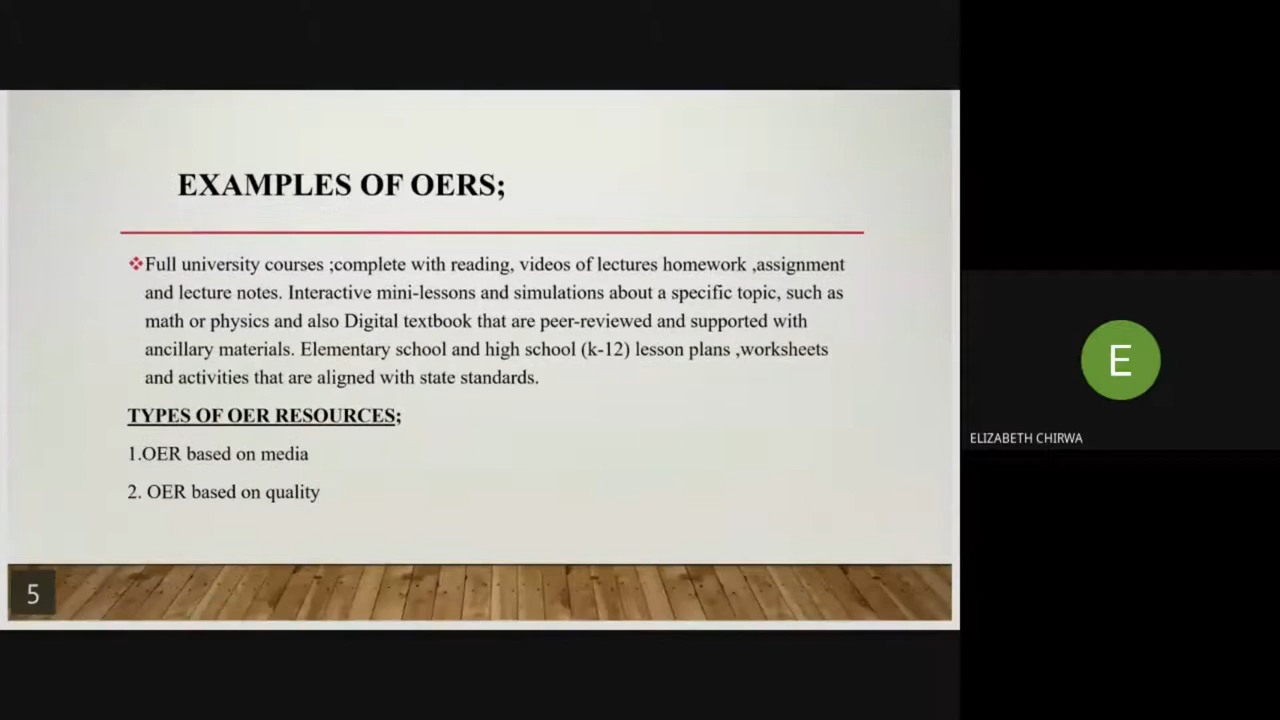 EXAMPLES OF OERS;
❖Full university courses ;complete with reading, videos of lectures homework ,assignment
and lecture notes. Interactive mini-lessons and simulations about a specific topic, such as
math or physics and also Digital textbook that are peer-reviewed and supported with
ancillary materials. Elementary school and high school (k-12) lesson plans ,worksheets
and activities that are aligned with state standards.
TYPES OF OER RESOURCES;
1.OER based on media
2. OER based on quality
5
E
ELIZABETH CHIRWA